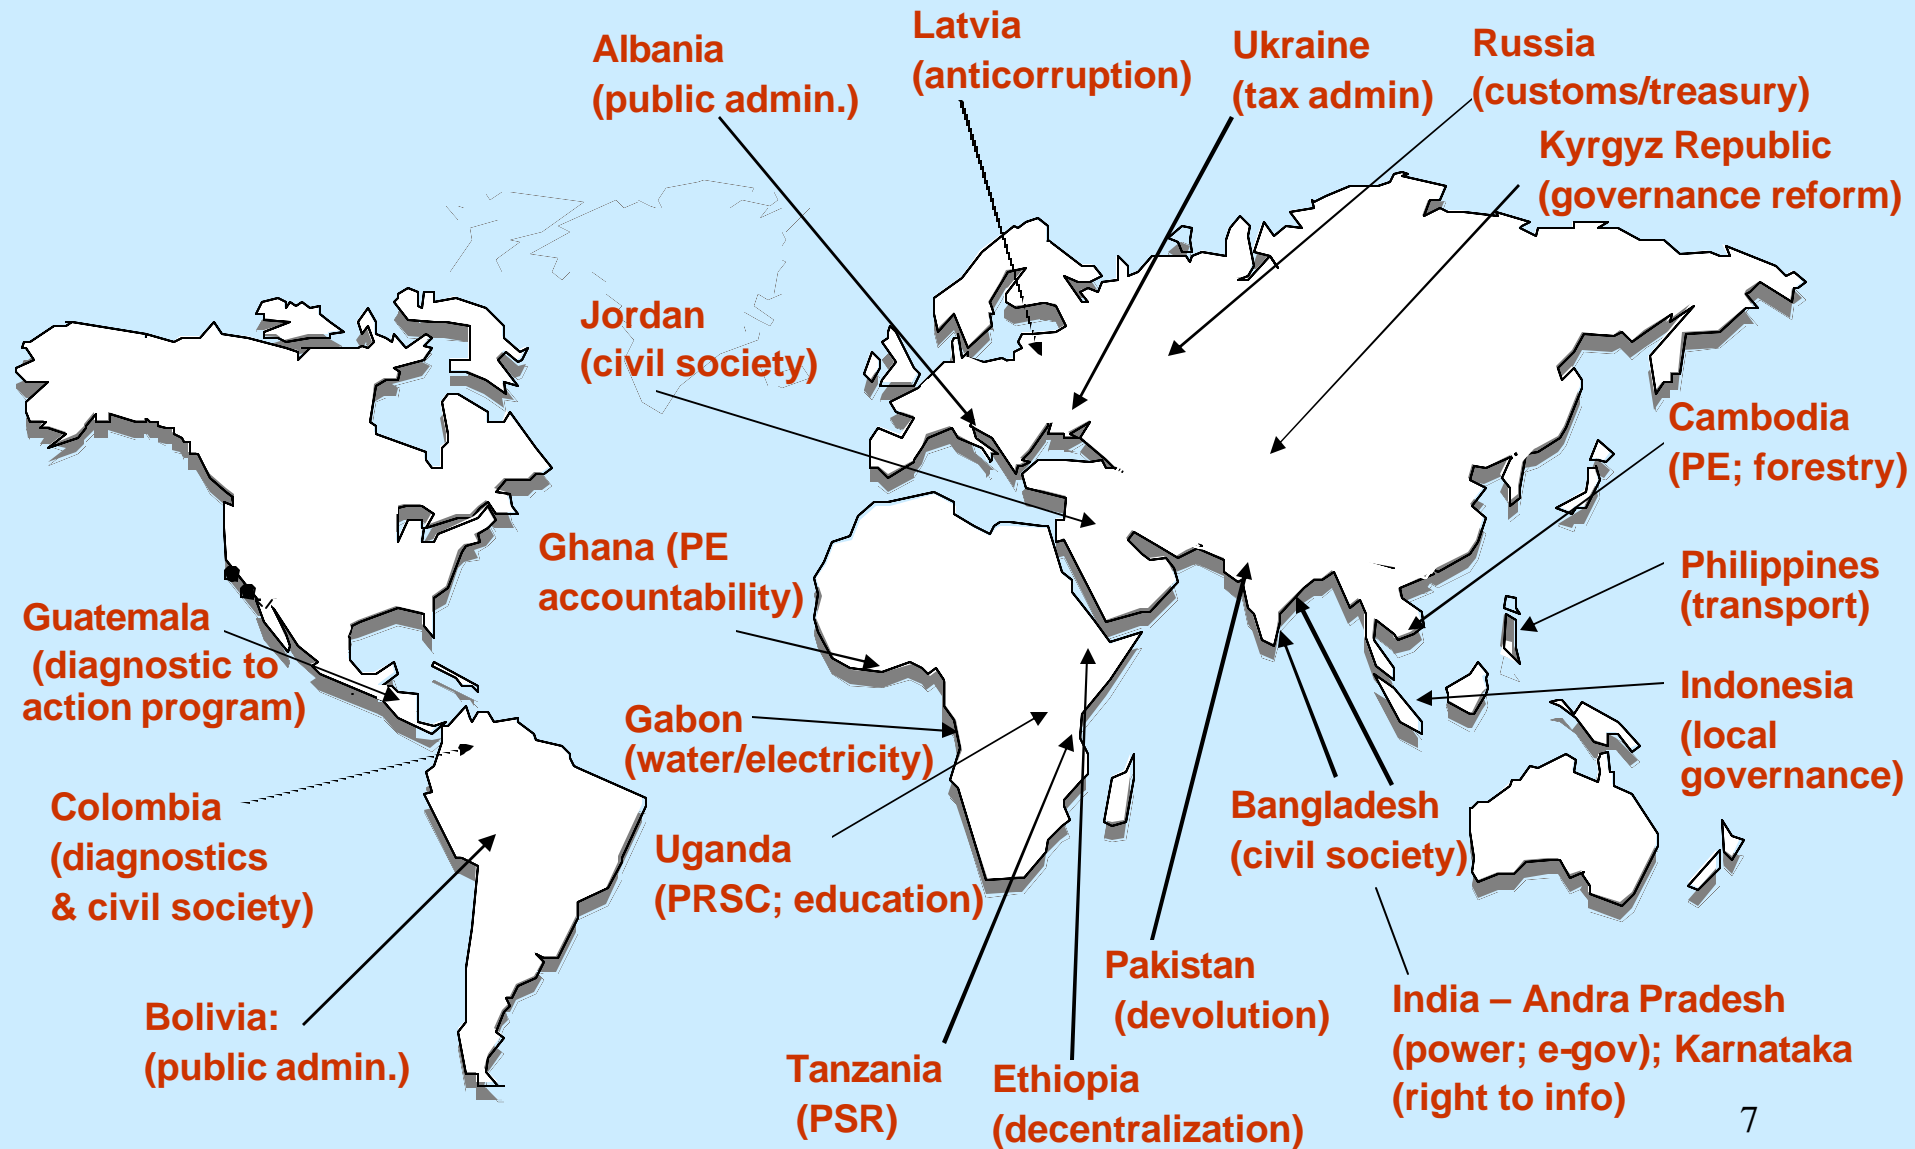 Albania
(public admin.)
Latvia
(anticorruption)
Ukraine
(tax admin)
Russia
(customs/treasury)
Kyrgyz Republic
(governance reform)
Jordan
(civil society)
Cambodia
(PE; forestry)
Ghana (PE
accountability)
Philippines
(transport)
Guatemala
(diagnostic to
action program)
Indonesia
(local
governance)
Gabon
(water/electricity)
Colombia
(diagnostics
& civil society)
Uganda
(PRSC; education)
Bangladesh
(civil society)
Pakistan
(devolution)
India – Andra Pradesh
(power; e-gov); Karnataka
(right to info)
Bolivia:
(public admin.)
Tanzania
(PSR)
Ethiopia
(decentralization)
7